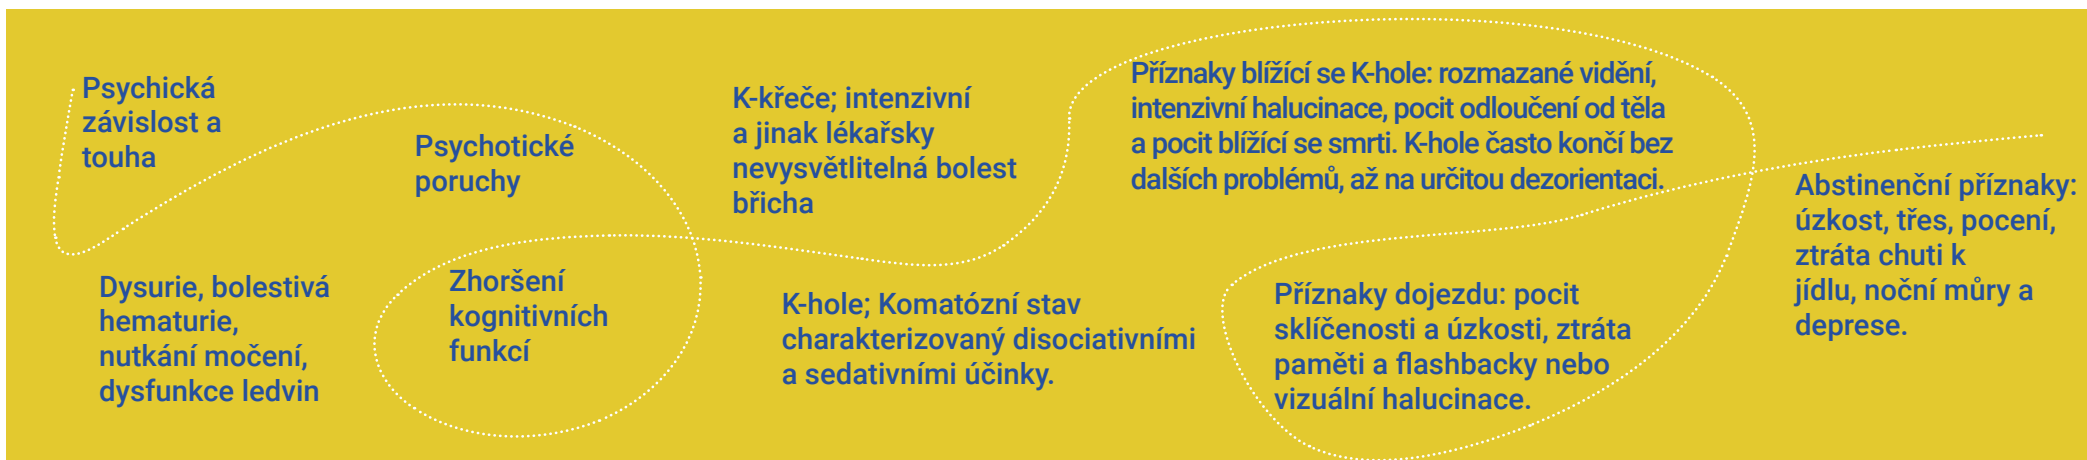 Psychická
závislost a
touha
Dysurie, bolestivá
hematurie,
nutkání močení,
dysfunkce ledvin
Psychotické
poruchy
Zhoršení
kognitivních
funkcí
K-křeče; intenzivní
a jinak lékařsky
nevysvětlitelná bolest
břicha
K-hole; Komatózní stav
charakterizovaný disociativními
a sedativními účinky.
Příznaky blížící se K-hole: rozmazané vidění,
intenzivní halucinace, pocit odloučení od těla
a pocit blížící se smrti. K-hole často končí bez
dalších problémů, až na určitou dezorientaci.
Příznaky dojezdu: pocit
sklíčenosti a úzkosti, ztráta
paměti a flashbacky nebo
vizuální halucinace.
Abstinenční příznaky:
úzkost, třes, pocení,
ztráta chuti k
jídlu, noční můry a
deprese.